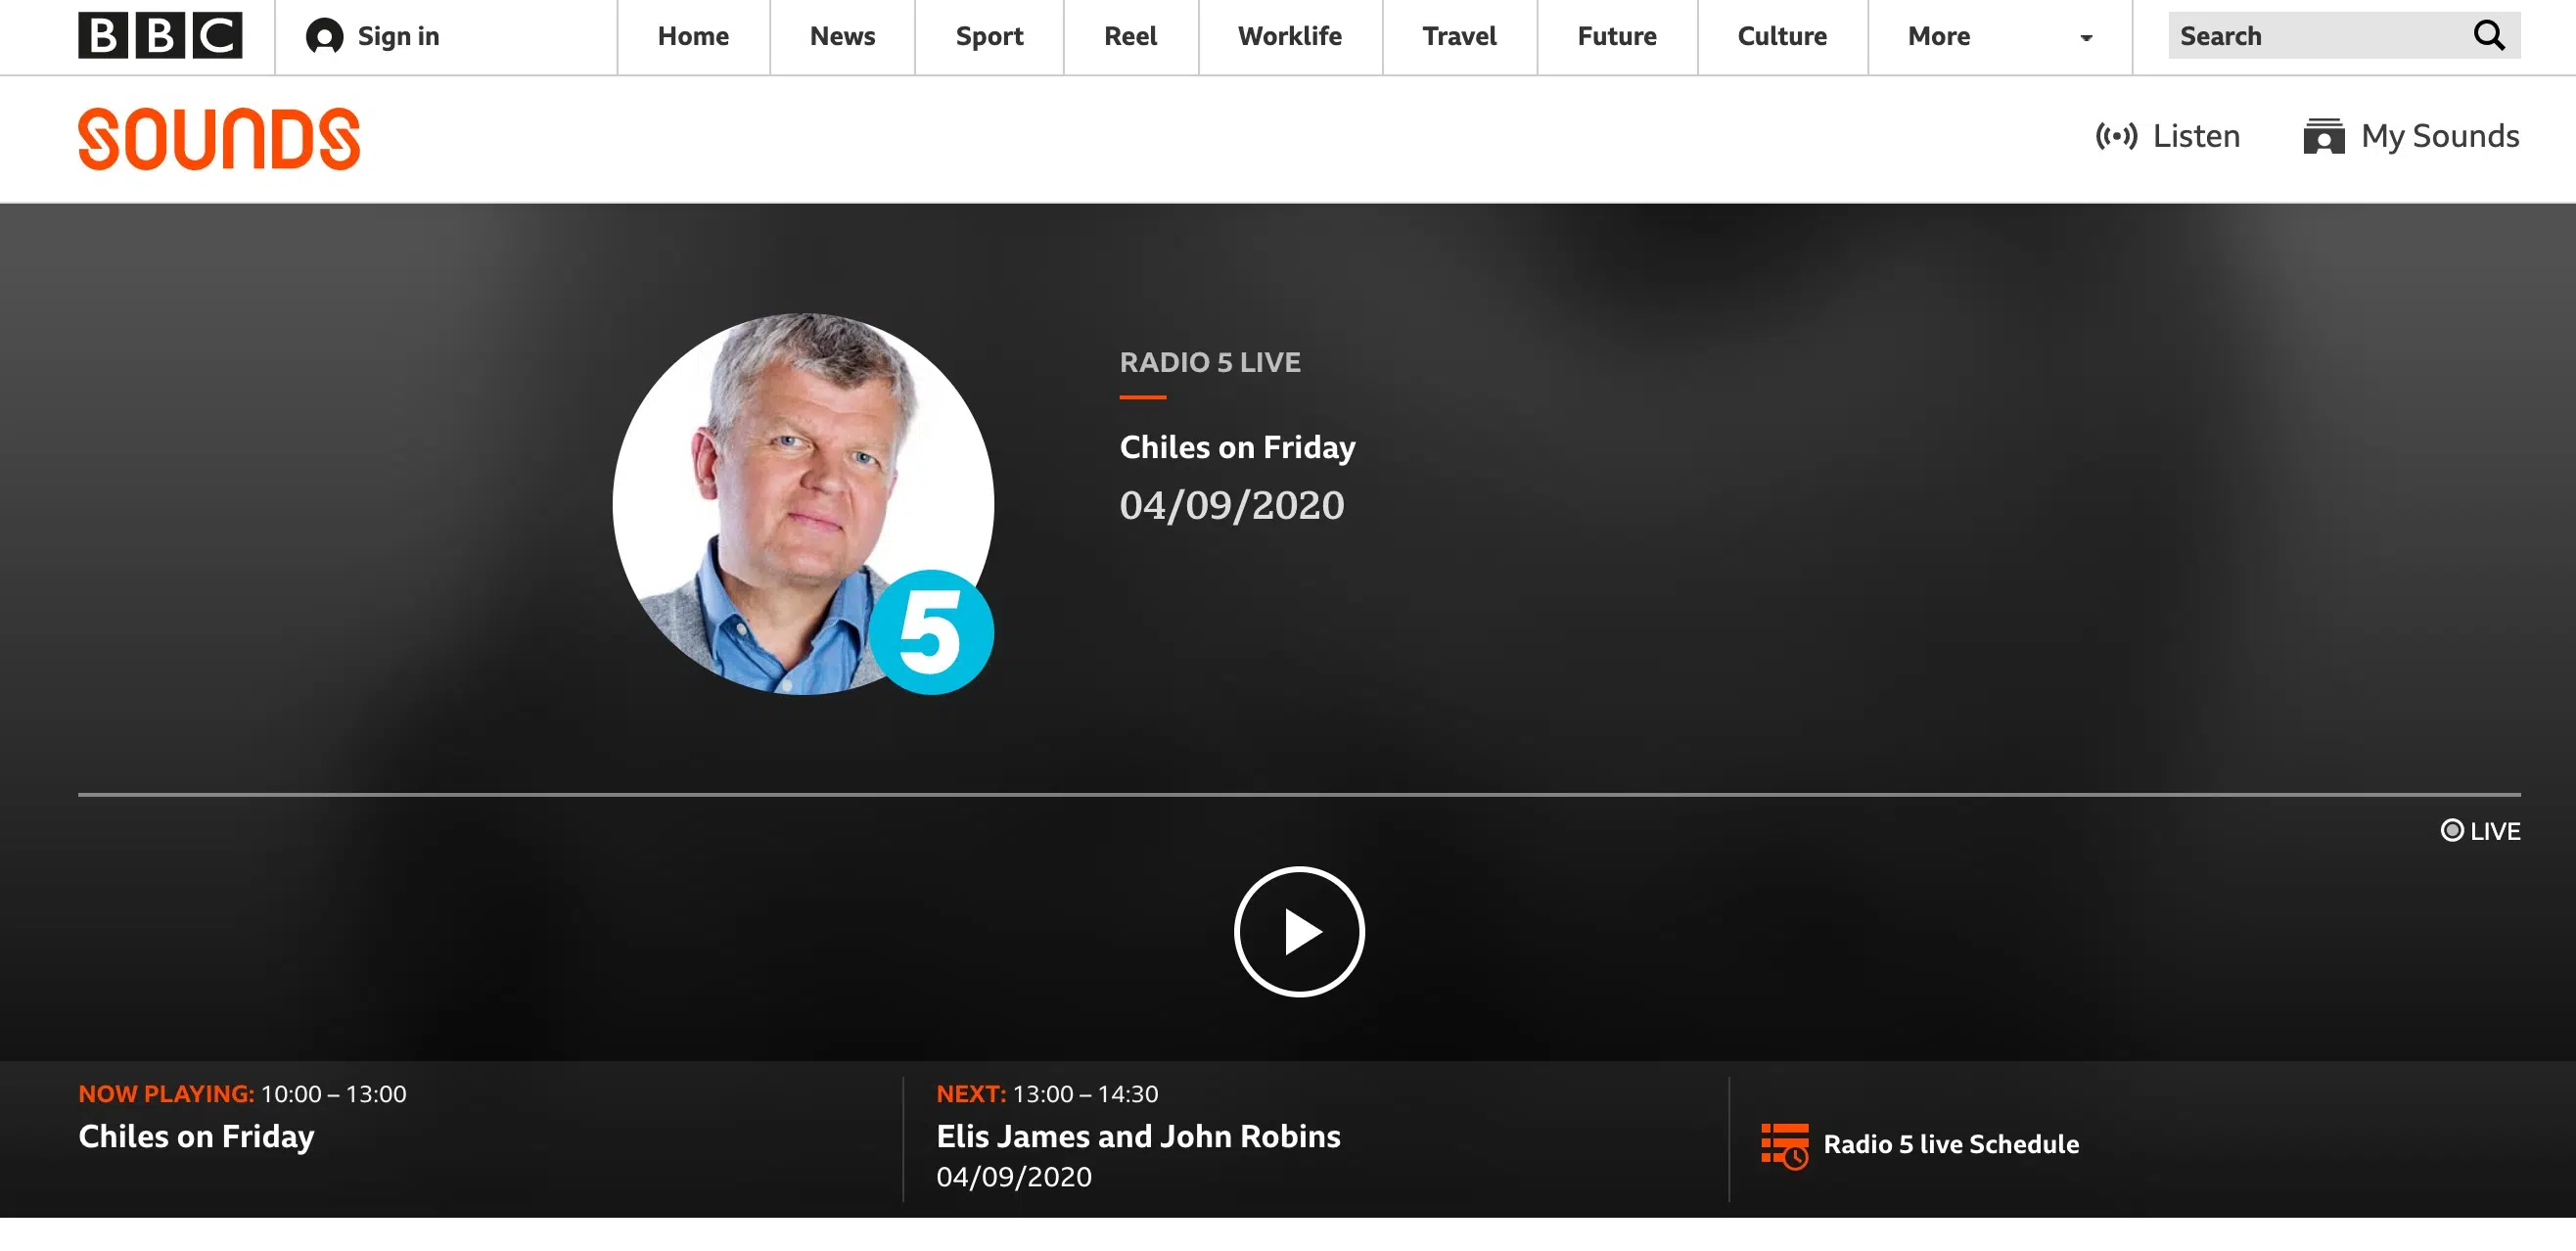 BBC
Sign in
Home
News
Sport
Reel
Worklife
Travel
Future
Culture
More
Search
SOUNDS
Listen
My Sounds
RADIO 5 LIVE
Chiles on Friday
04/09/2020
5
LIVE
NOW PLAYING: 10:00 – 13:00
Chiles on Friday
NEXT: 13:00 – 14:30
Elis James and John Robins
04/09/2020
Radio 5 live Schedule